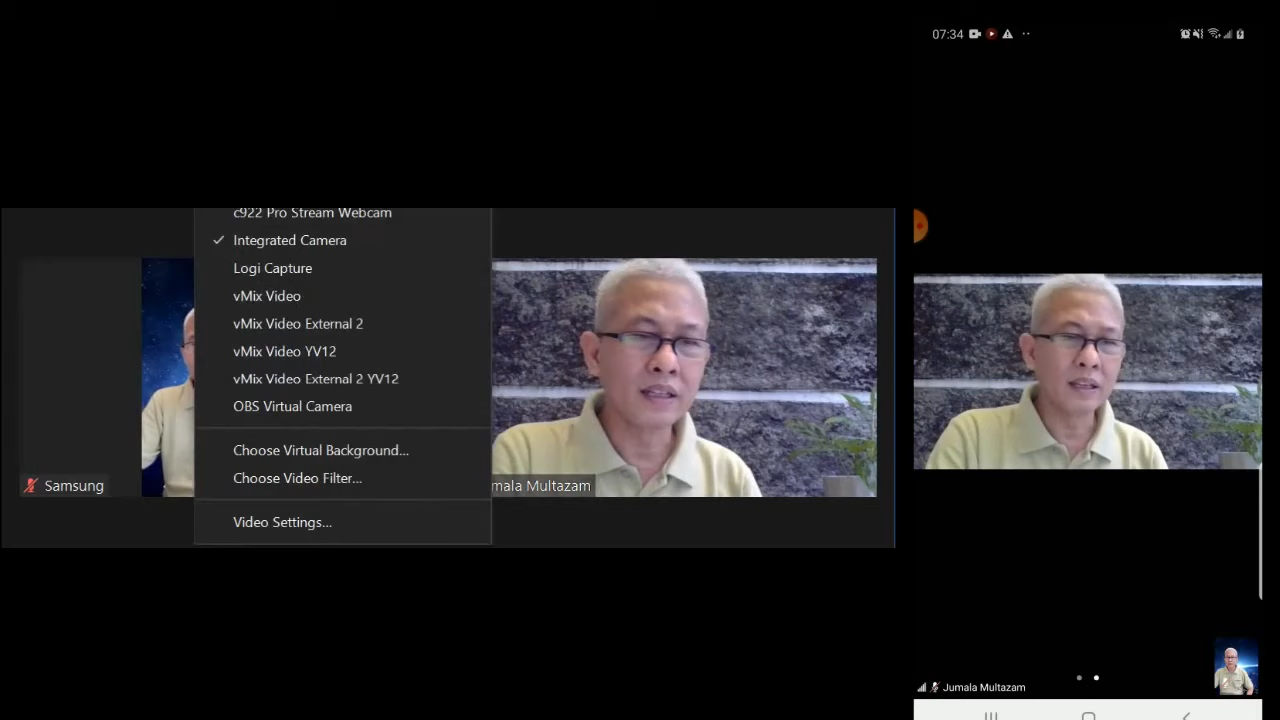 07:34
c922 Pro Stream Webcam
Integrated Camera
Logi Capture
vMix Video
vMix Video External 2
vMix Video YV12
vMix Video External 2 YV12
OBS Virtual Camera
Choose Virtual Background...
Choose Video Filter...
Video Settings...
Samsung
mala Multazam
Jumala Multazam